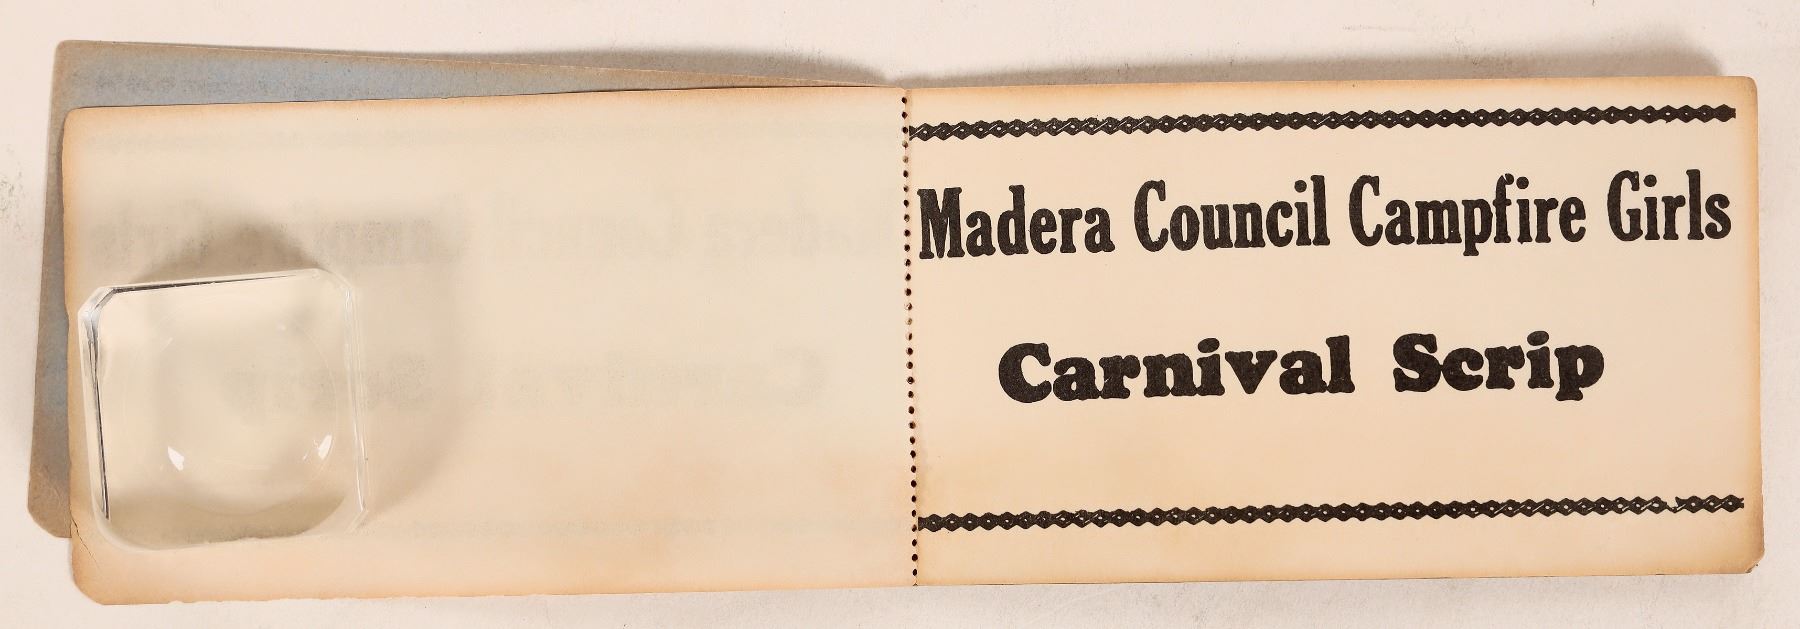 Madera Council Campfire Girls
Carnival Scrip